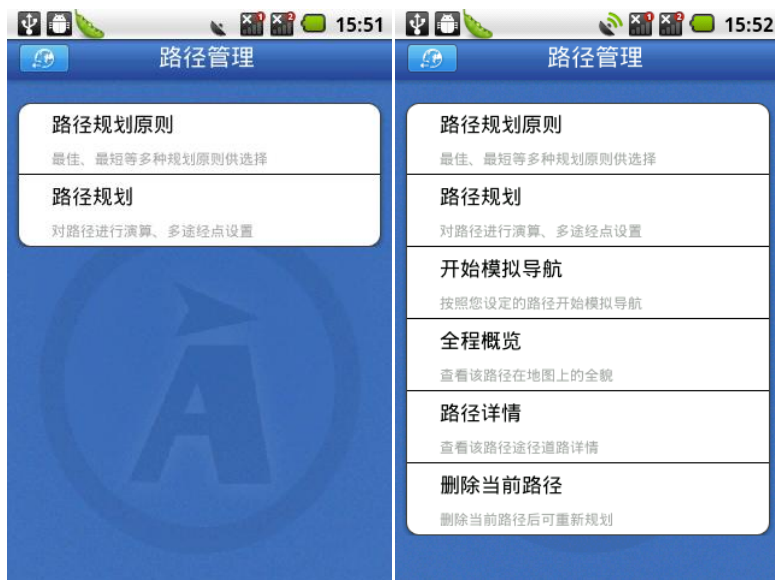 15:51
路径管理
路径规划原则
最佳、最短等多种规划原则供选择
路径规划
对路径进行演算、多途经点设置
15:52
路径管理
路径规划原则
最佳、最短等多种规划原则供选择
路径规划
对路径进行演算、多途经点设置
开始模拟导航
按照您设定的路径开始模拟导航
全程概览
查看该路径在地图上的全貌
路径详情
查看该路径途径道路详情
删除当前路径
删除当前路径后可重新规划